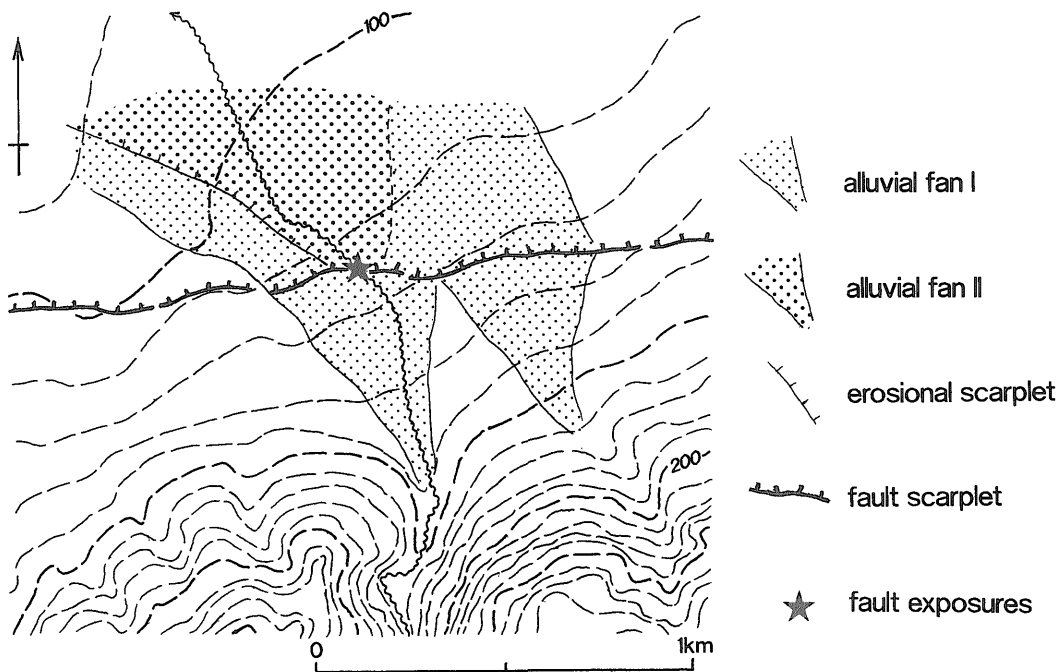 100
200
alluvial fan I
alluvial fan II
erosional scarplet
fault scarplet
fault exposures
0
1km